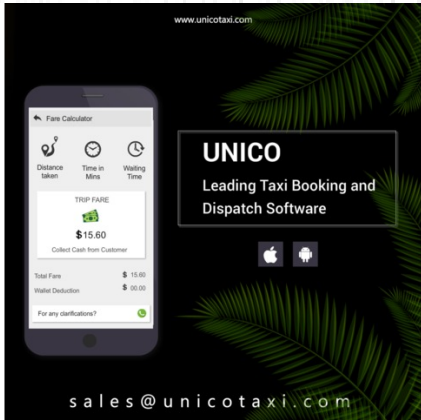 www.unicotaxi.com
Fare Calculator
Distance taken
Time in Mins
Waiting Time
TRIP FARE
$15.60
Collect Cash from Customer
Total Fare $ 15.60
Wallet Deduction $ 00.00
For any clarifications?
UNICO
Leading Taxi Booking and
Dispatch Software
sales@unicotaxi.com